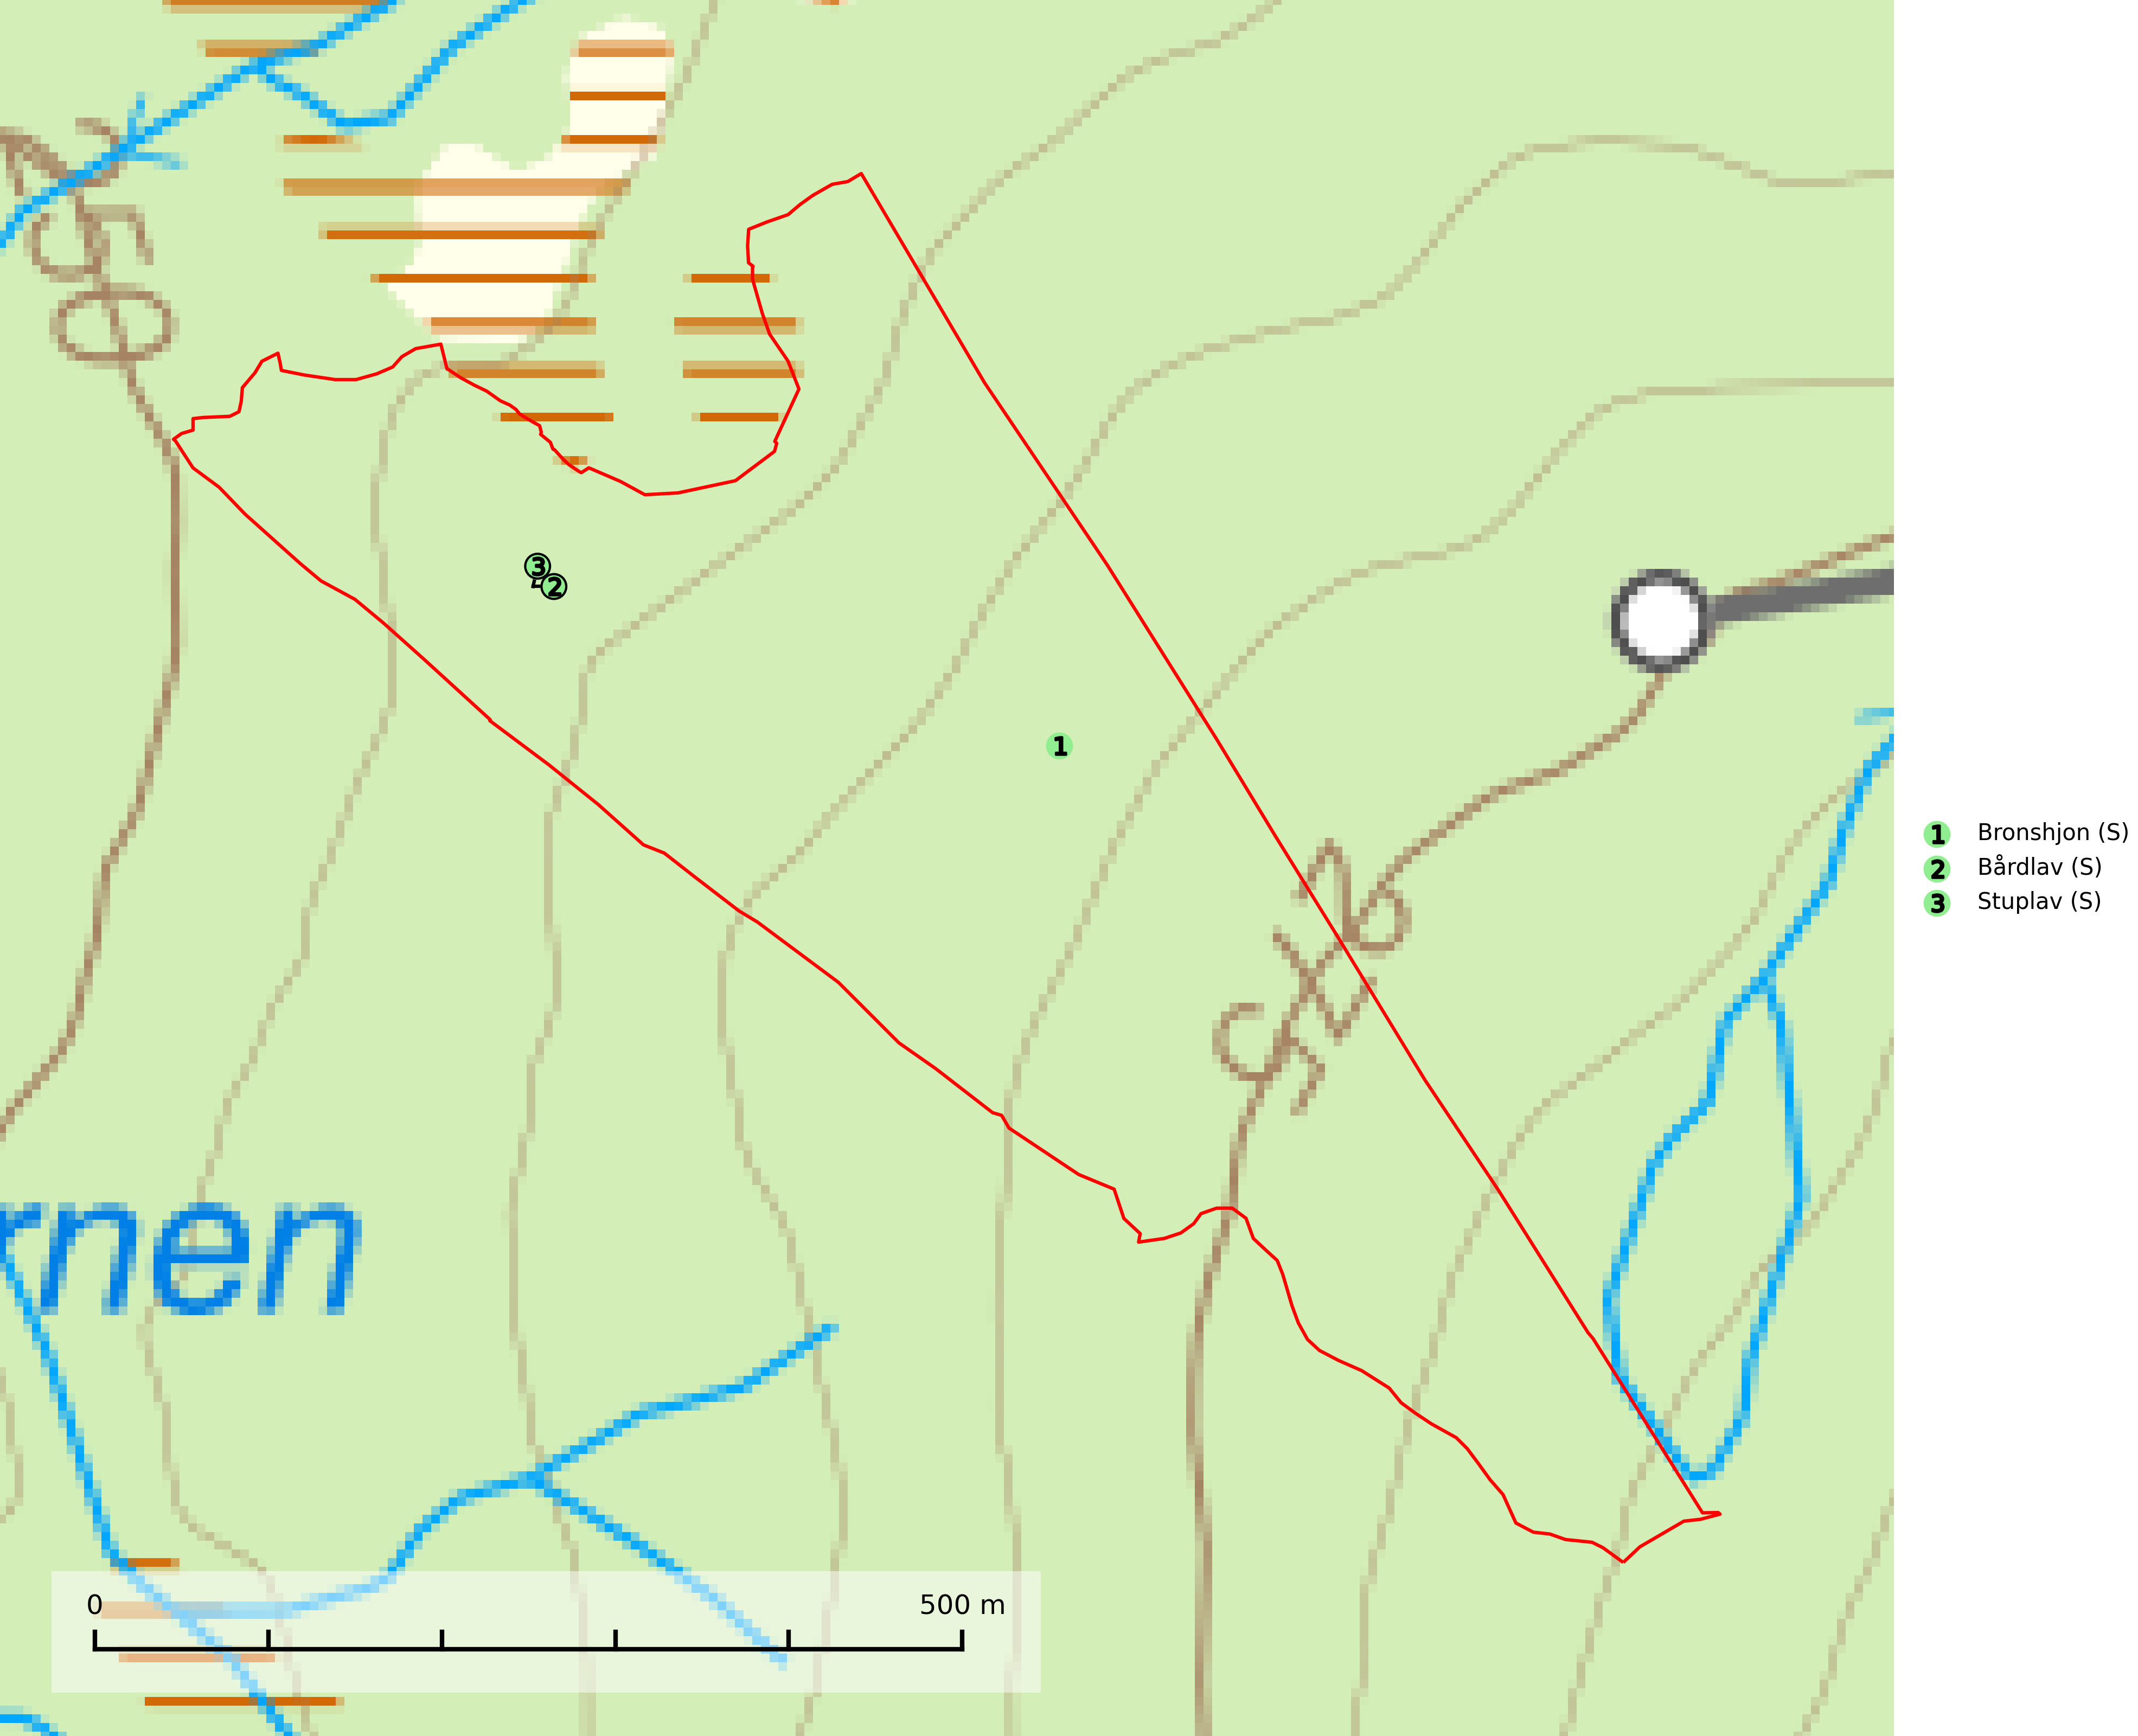 3
2
1
1 Bronshjon (S)
2 Bårdlav (S)
3 Stuplav (S)
rnen
0 500 m